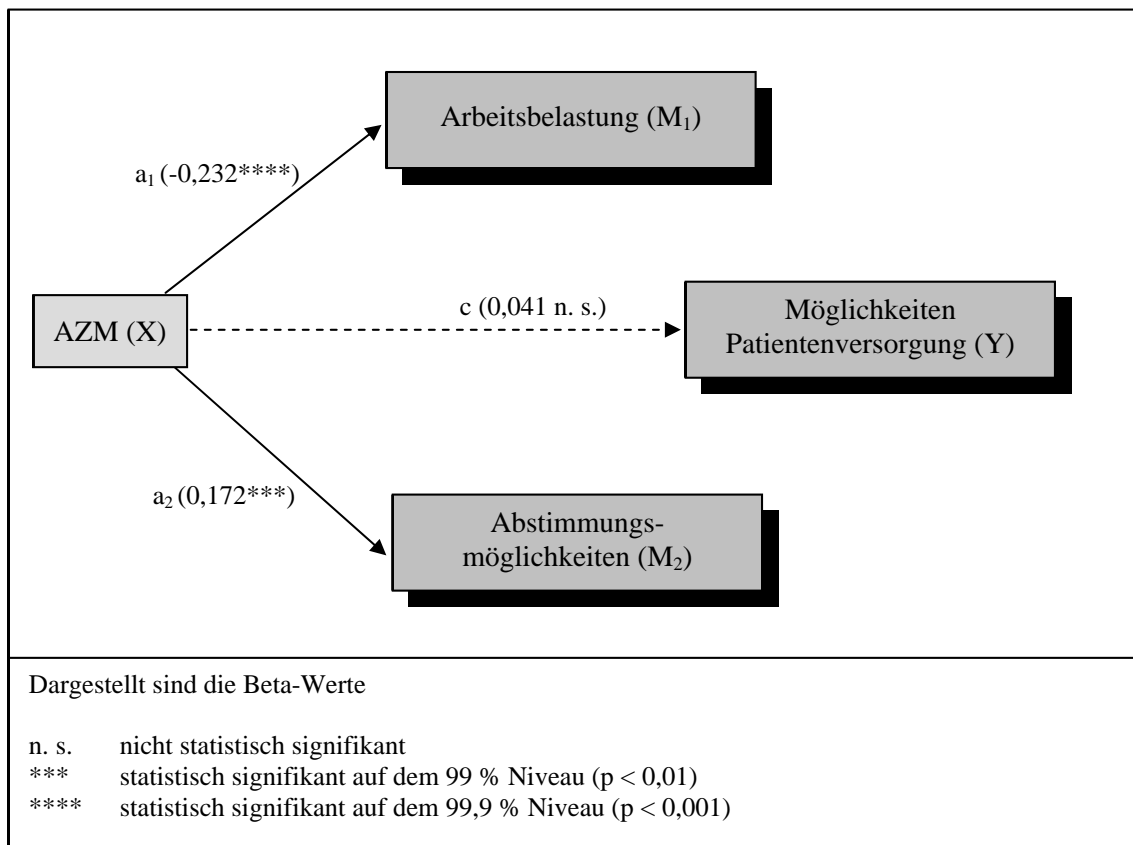 Arbeitsbelastung (M₁)
a₁ (-0,232****)
AZM (X)
c (0,041 n. s.)
Möglichkeiten
Patientenversorgung (Y)
a₂ (0,172***)
Abstimmungs-
möglichkeiten (M₂)
Dargestellt sind die Beta-Werte
n. s. nicht statistisch signifikant
*** statistisch signifikant auf dem 99 % Niveau (p < 0,01)
**** statistisch signifikant auf dem 99,9 % Niveau (p < 0,001)